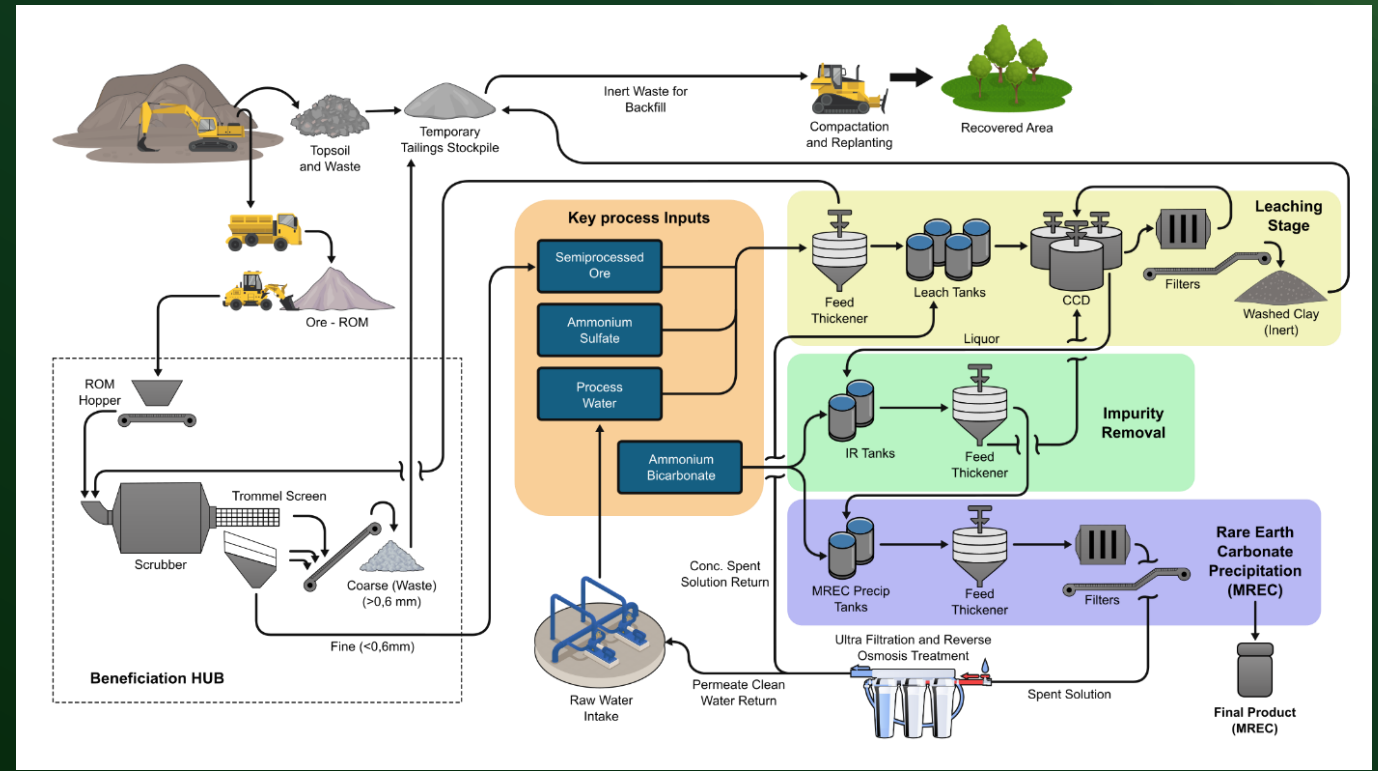 Inert Waste for
Backfill
Compactation
and Replanting
Recovered Area
Topsoil
and Waste
Temporary
Tailings Stockpile
Ore - ROM
Key process Inputs
Semiprocessed
Ore
Ammonium
Sulfate
Process
Water
Ammonium
Bicarbonate
Leaching
Stage
Feed
Thickener
Leach Tanks
CCD
Filters
Washed Clay
(Inert)
Liquor
Impurity
Removal
IR Tanks
Feed
Thickener
Rare Earth
Carbonate
Precipitation
(MREC)
MREC Precip
Tanks
Feed
Thickener
Filters
ROM
Hopper
Trommel Screen
Scrubber
Coarse (Waste)
(>0,6 mm)
Fine (<0,6mm)
Beneficiation HUB
Conc. Spent
Solution Return
Raw Water
Intake
Permeate Clean
Water Return
Ultra Filtration and Reverse
Osmosis Treatment
Spent Solution
Final Product
(MREC)